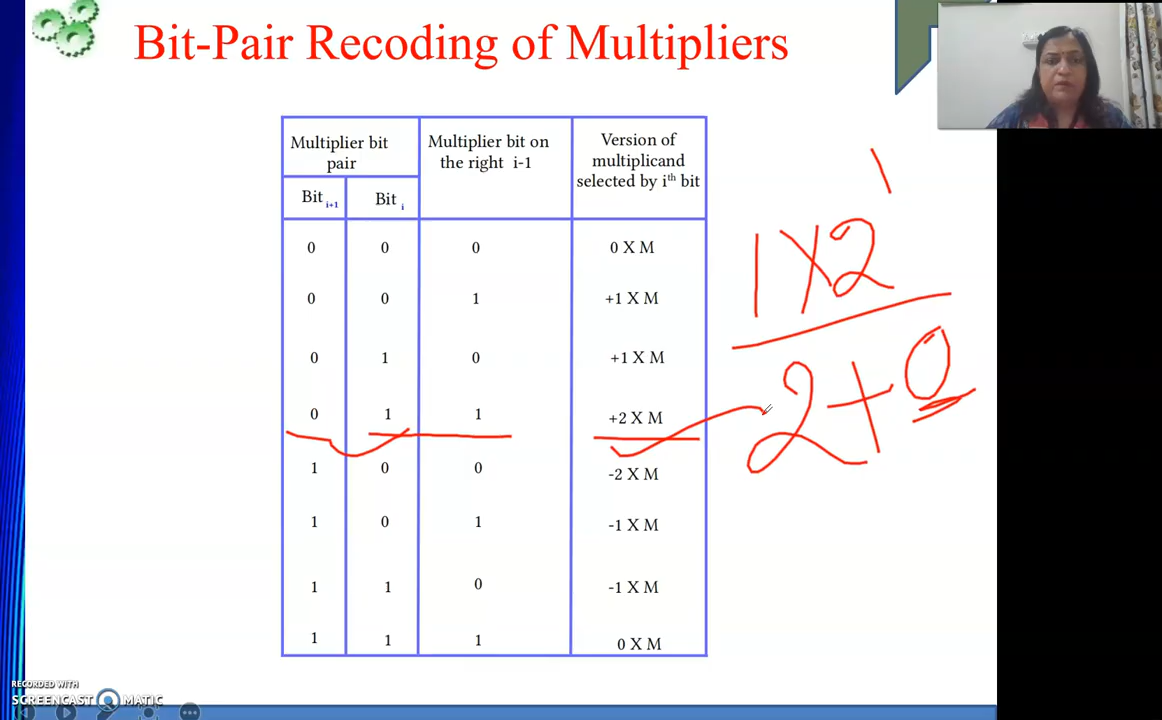 Bit-Pair Recoding of Multipliers
Multiplier bit pair
Multiplier bit on the right i-1
Version of multiplicand selected by ith bit
Bit i+1
Bit i
0 0 0 0 X M
0 0 1 +1 X M
0 1 0 +1 X M
0 1 1 +2 X M
1 0 0 -2 X M
1 0 1 -1 X M
1 1 0 -1 X M
1 1 1 0 X M
1
1X2
2+0
RECORDED WITH
SCREENCAST MATIC